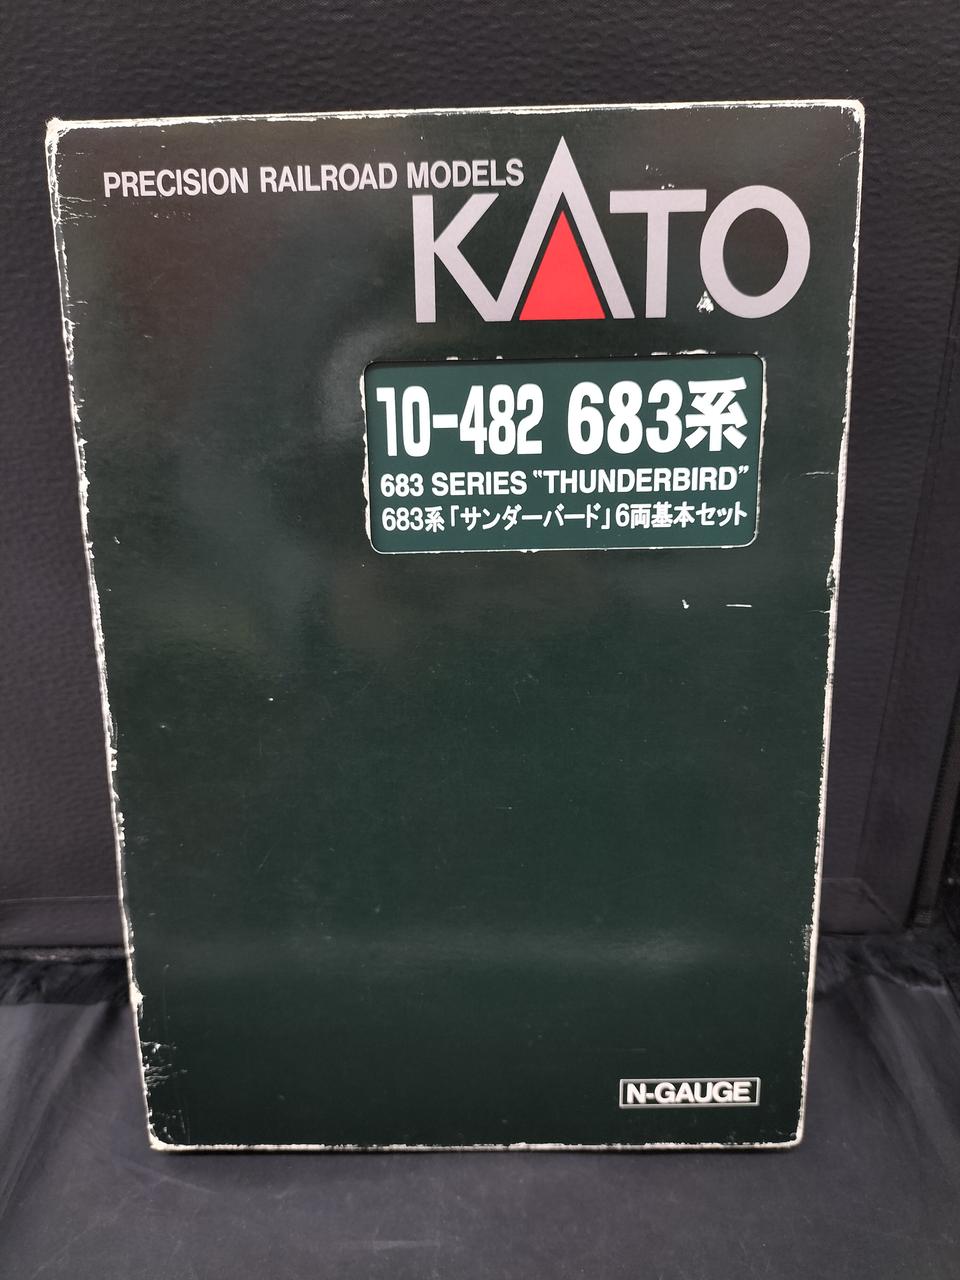 PRECISION RAILROAD MODELS
KATO
10-482 683系
683 SERIES “THUNDERBIRD”
683系「サンダーバード」6両基本セット
N-GAUGE